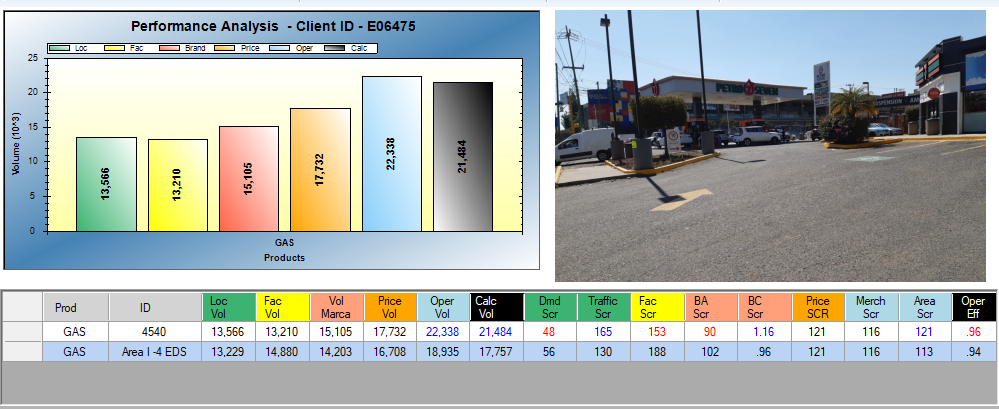 Performance Analysis - Client ID - E06475
Loc Fac Brand Price Oper Calc
Volume (10^3)
25
20
15
10
5
0
13,566
13,210
15,105
17,732
22,338
21,484
GAS
Products
PETRO SEVEN
SUSPENSION
Prod ID Loc Vol Fac Vol Vol Marca Price Vol Oper Vol Calc Vol Dmd Scr Traffic Scr Fac Scr BA Scr BC Scr Price SCR Merch Scr Area Scr Oper Eff
GAS 4540 13,566 13,210 15,105 17,732 22,338 21,484 48 165 153 90 1.16 121 116 121 .96
GAS Area I -4 EDS 13,229 14,880 14,203 16,708 18,935 17,757 56 130 188 102 .96 121 116 113 .94